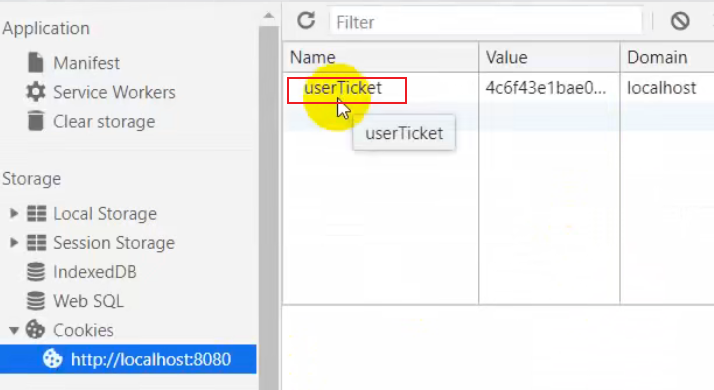 Application
Manifest
Service Workers
Clear storage
Storage
Local Storage
Session Storage
IndexedDB
Web SQL
Cookies
http://localhost:8080
Filter
Name Value Domain
userTicket 4c6f43e1bae0... localhost
userTicket